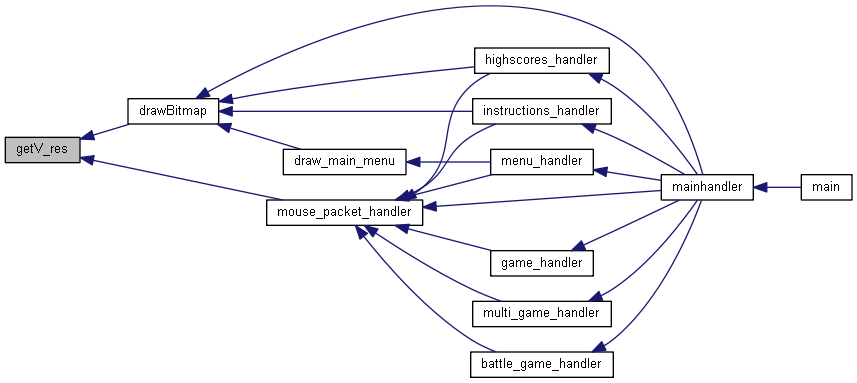 getV_res
drawBitmap
mouse_packet_handler
draw_main_menu
highscores_handler
instructions_handler
menu_handler
game_handler
multi_game_handler
battle_game_handler
mainhandler
main